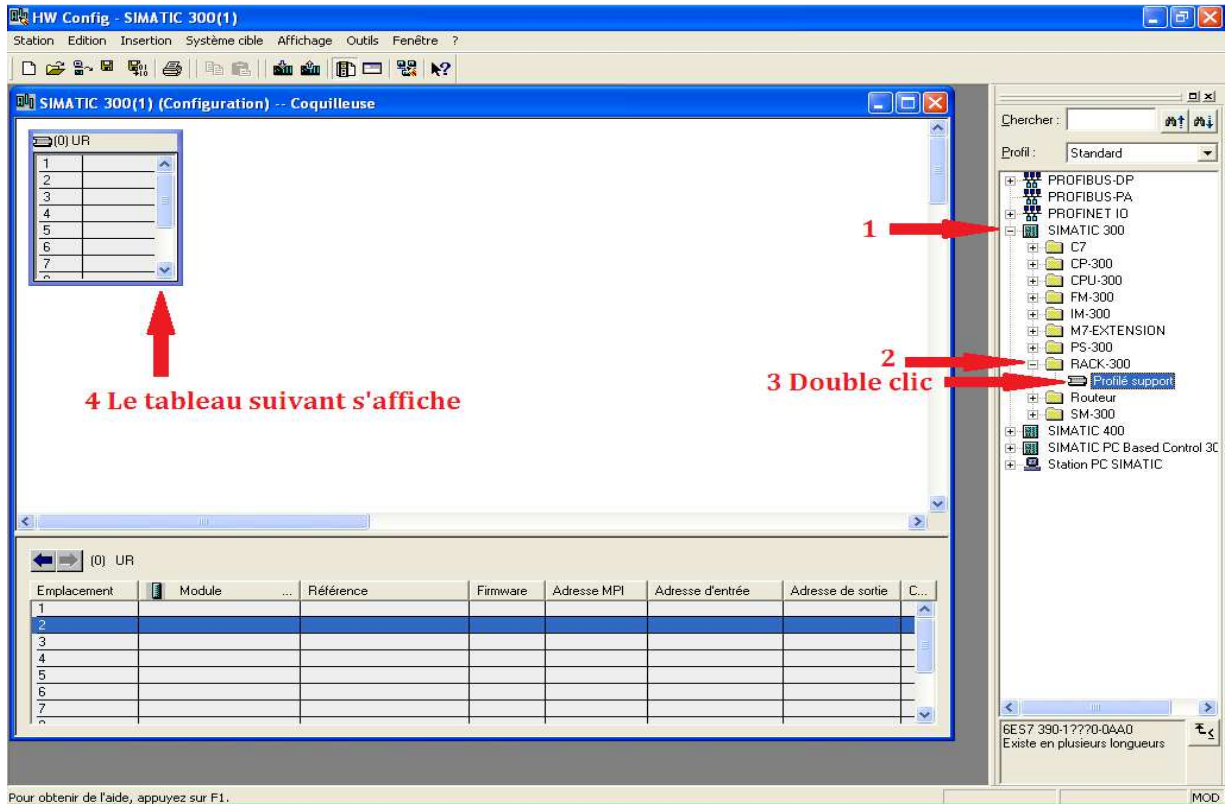 HW Config - SIMATIC 300(1)
Station Edition Insertion Système cible Affichage Outils Fenêtre ?
SIMATIC 300(1) (Configuration) -- Coquilleuse
(0) UR
1
2
3
4
5
6
7
4 Le tableau suivant s'affiche
1
2
3 Double clic
(0) UR
Emplacement Module ... Référence Firmware Adresse MPI Adresse d'entrée Adresse de sortie C...
1
2
3
4
5
6
7
Chercher :
Profil : Standard
PROFIBUS-DP
PROFIBUS-PA
PROFINET IO
SIMATIC 300
C7
CP-300
CPU-300
FM-300
IM-300
M7-EXTENSION
PS-300
RACK-300
Profilé support
Routeur
SM-300
SIMATIC 400
SIMATIC PC Based Control 30
Station PC SIMATIC
6ES7 390-1???0-0AA0
Existe en plusieurs longueurs
Pour obtenir de l'aide, appuyez sur F1.
MOD